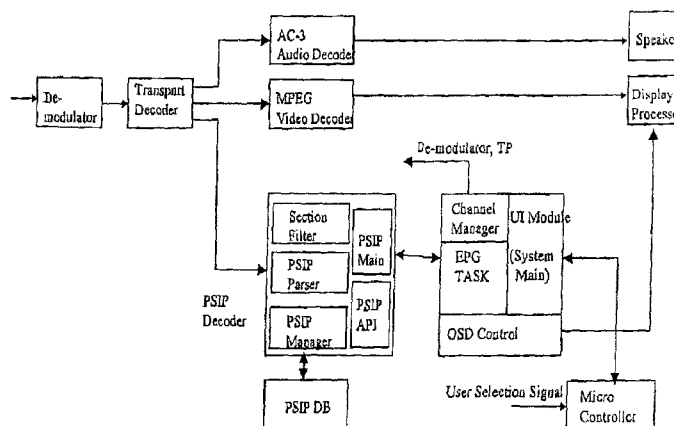 AC-3
Audio Decoder
Speaker
De-
modulator
Transport
Decoder
MPEG
Video Decoder
Display
Processe
De-modulator, TP
Section
Filter
PSIP
Parser
PSIP
Manager
PSIP
Main
PSIP
API
PSIP
Decoder
Channel
Manager
UI Module
(System
Main)
EPG
TASK
OSD Control
PSIP DB
User Selection Signal
Micro
Controller